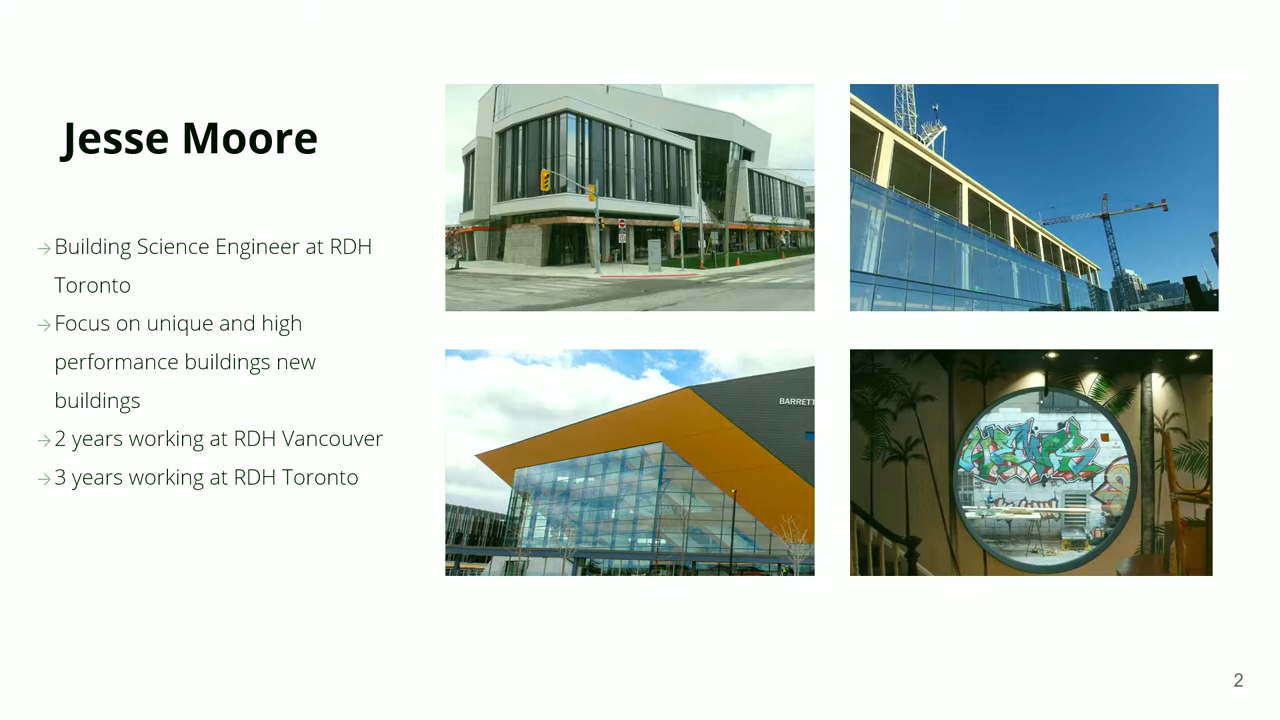 Jesse Moore
→Building Science Engineer at RDH
Toronto
→Focus on unique and high
performance buildings new
buildings
→2 years working at RDH Vancouver
→3 years working at RDH Toronto
BARRETT
2